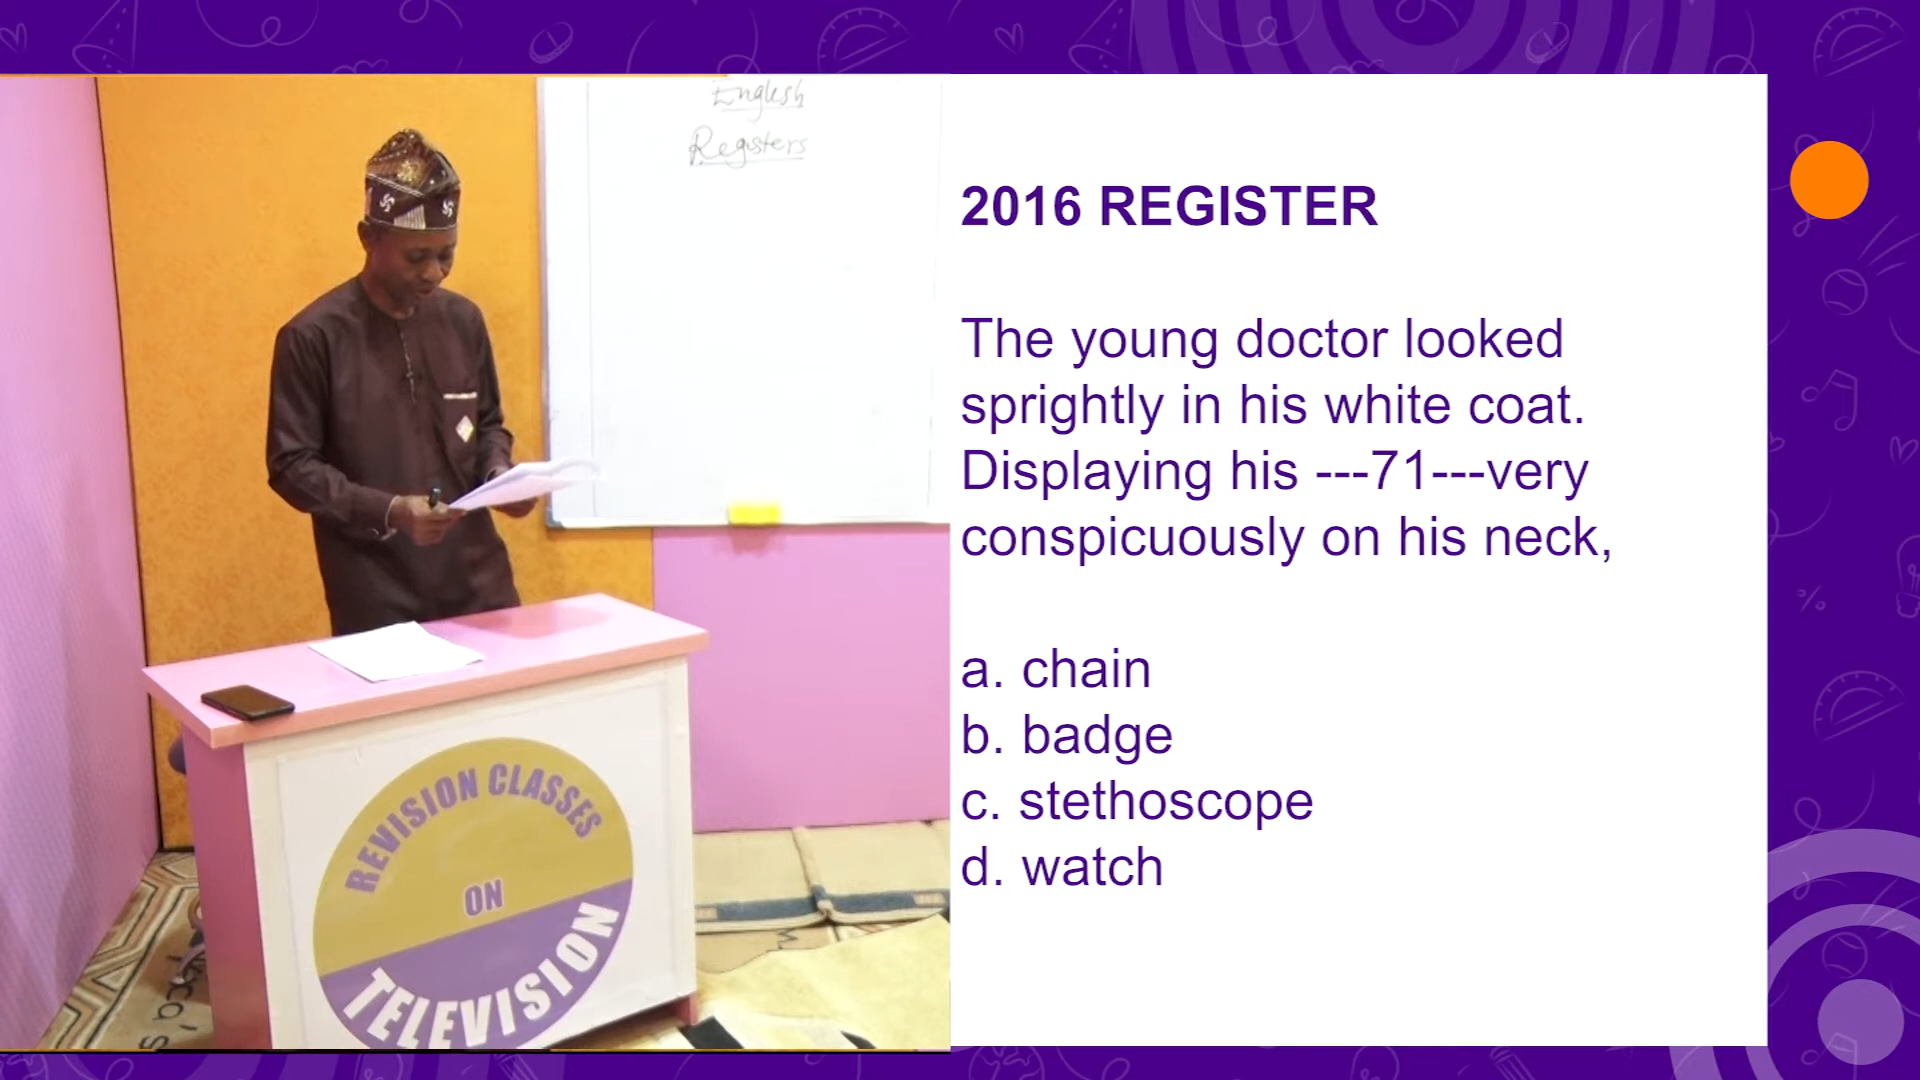 English
Registers
2016 REGISTER
The young doctor looked
sprightly in his white coat.
Displaying his ---71---very
conspicuously on his neck,
a. chain
b. badge
c. stethoscope
d. watch
REVISION CLASSES
ON
TELEVISION